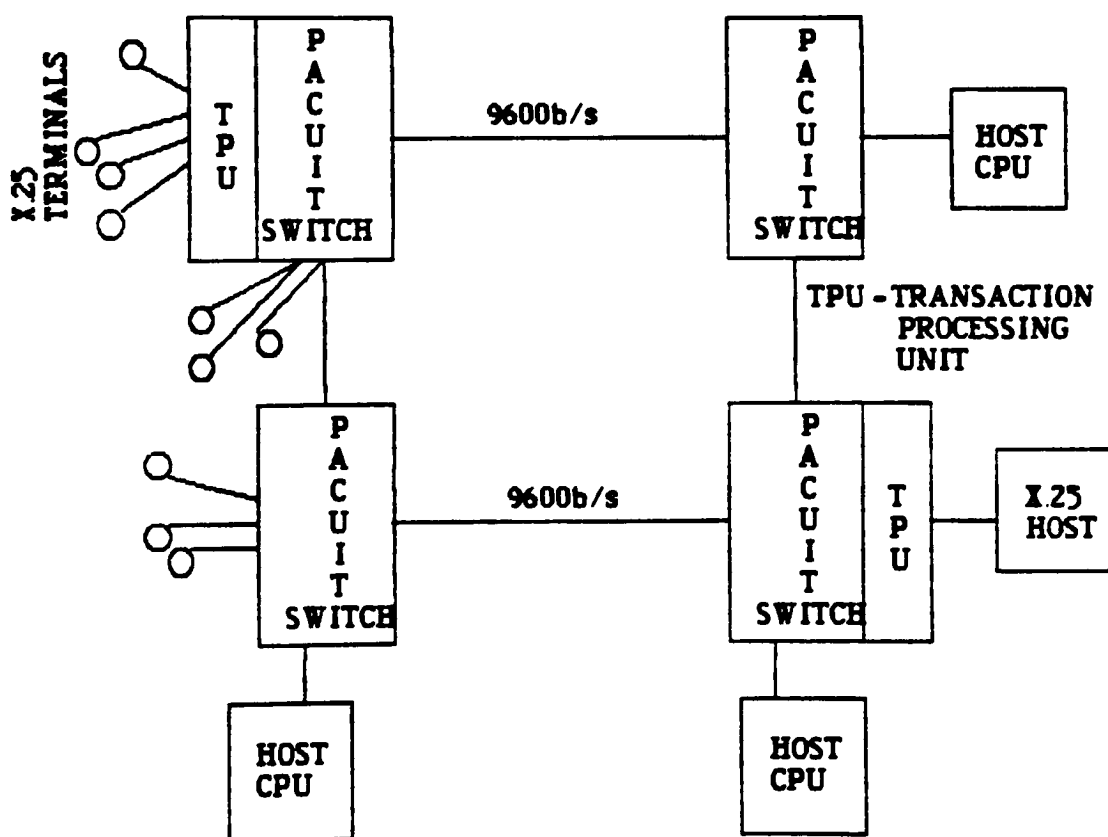 X.25
TERMINALS
TPU
PACUIT
SWITCH
9600b/s
PACUIT
SWITCH
HOST
CPU
TPU - TRANSACTION
PROCESSING
UNIT
PACUIT
SWITCH
9600b/s
PACUIT
SWITCH
TPU
X.25
HOST
HOST
CPU
HOST
CPU